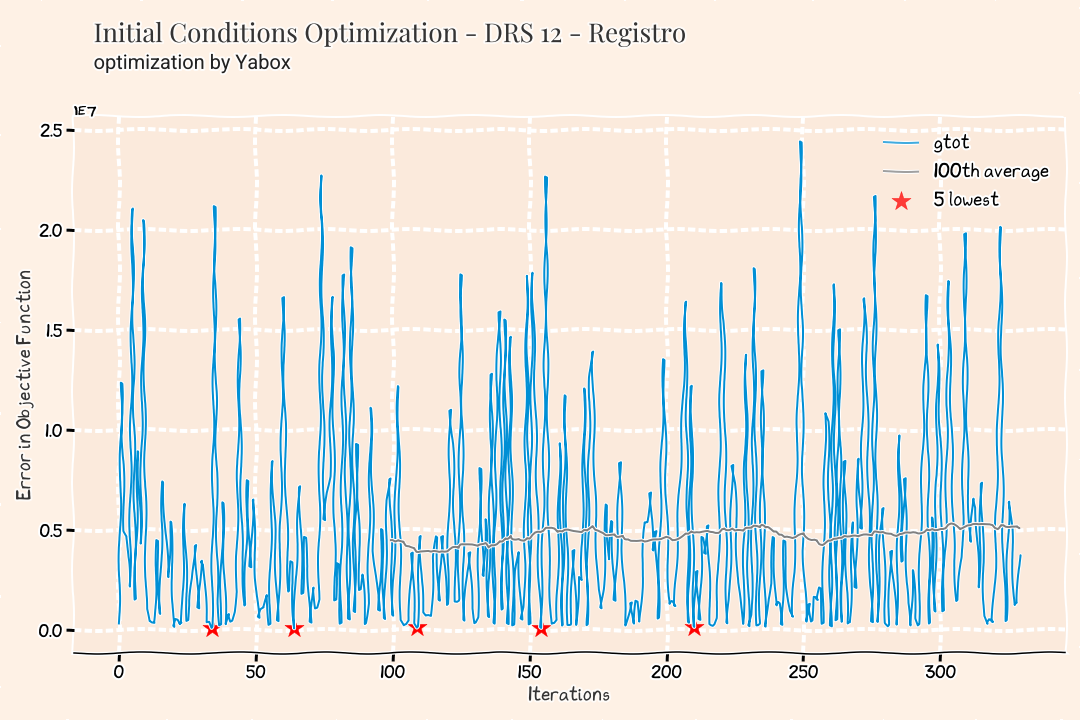 Initial Conditions Optimization - DRS 12 - Registro
optimization by Yabox
1E7
2.5
2.0
1.5
1.0
0.5
0.0
Error in Objective Function
gtot
100th average
5 lowest
0
50
100
150
200
250
300
Iterations